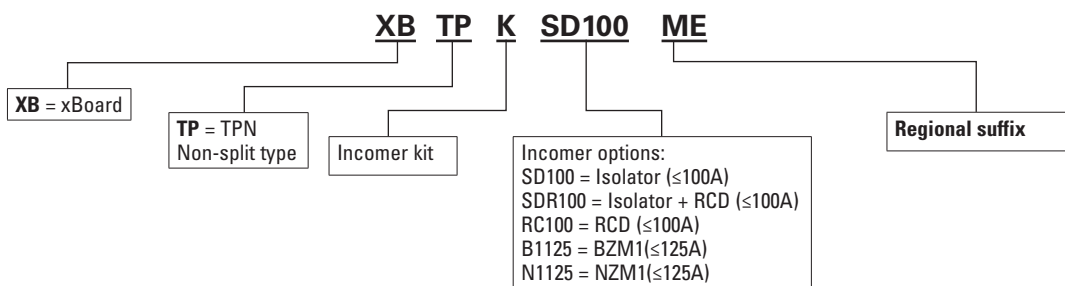 XB TP K SD100 ME
XB = xBoard
TP = TPN
Non-split type
Incomer kit
Incomer options:
SD100 = Isolator (≤100A)
SDR100 = Isolator + RCD (≤100A)
RC100 = RCD (≤100A)
B1125 = BZM1(≤125A)
N1125 = NZM1(≤125A)
Regional suffix